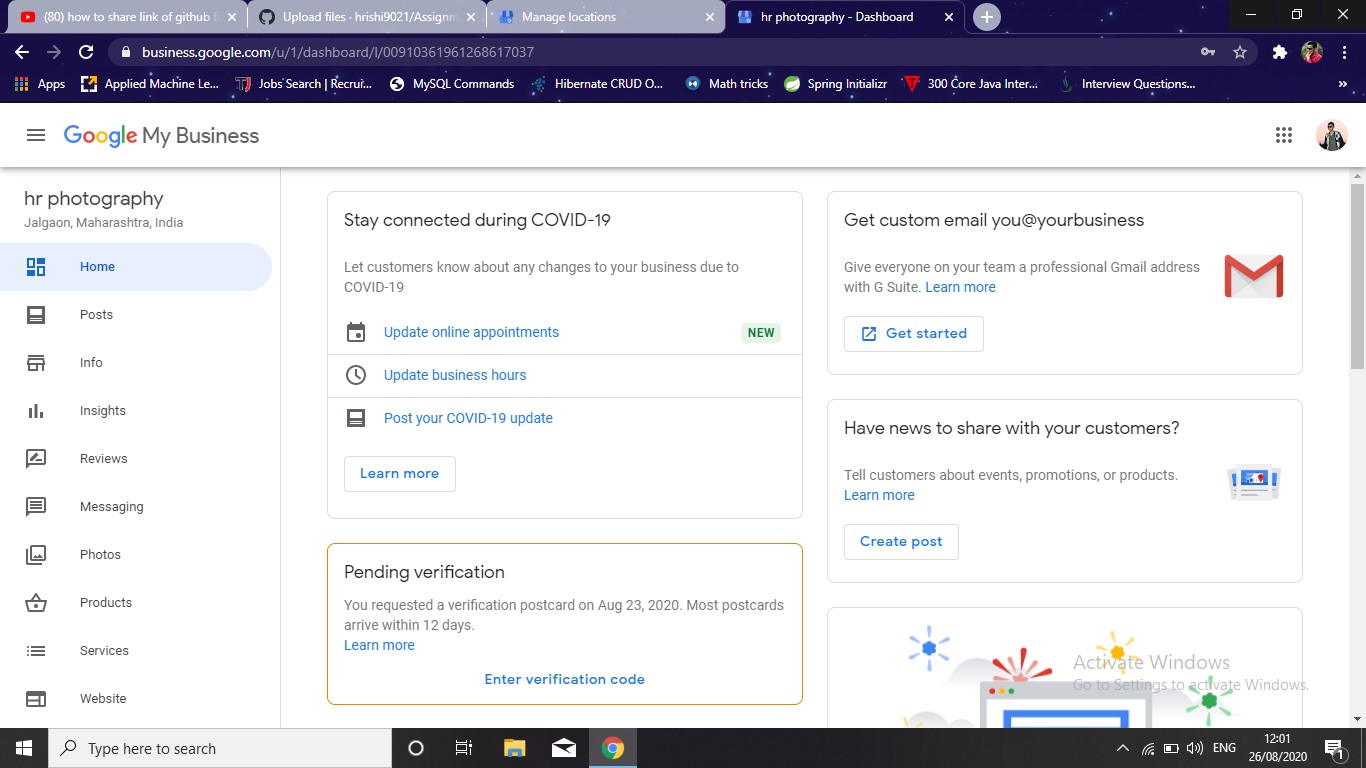 (80) how to share link of github f
Upload files · hrishi9021/Assignm
Manage locations
hr photography - Dashboard
business.google.com/u/1/dashboard/l/00910361961268617037
Apps
Applied Machine Le...
Jobs Search | Recrui...
MySQL Commands
Hibernate CRUD O...
Math tricks
Spring Initializr
300 Core Java Inter...
Interview Questions...
»
Google My Business
hr photography
Jalgaon, Maharashtra, India
Home
Posts
Info
Insights
Reviews
Messaging
Photos
Products
Services
Website
Stay connected during COVID-19
Let customers know about any changes to your business due to
COVID-19
Update online appointments
NEW
Update business hours
Post your COVID-19 update
Learn more
Pending verification
You requested a verification postcard on Aug 23, 2020. Most postcards
arrive within 12 days.
Learn more
Enter verification code
Get custom email you@yourbusiness
Give everyone on your team a professional Gmail address
with G Suite. Learn more
Get started
Have news to share with your customers?
Tell customers about events, promotions, or products.
Learn more
Create post
Activate Windows
Go to Settings to activate Windows.
Type here to search
ENG
12:01
26/08/2020
1